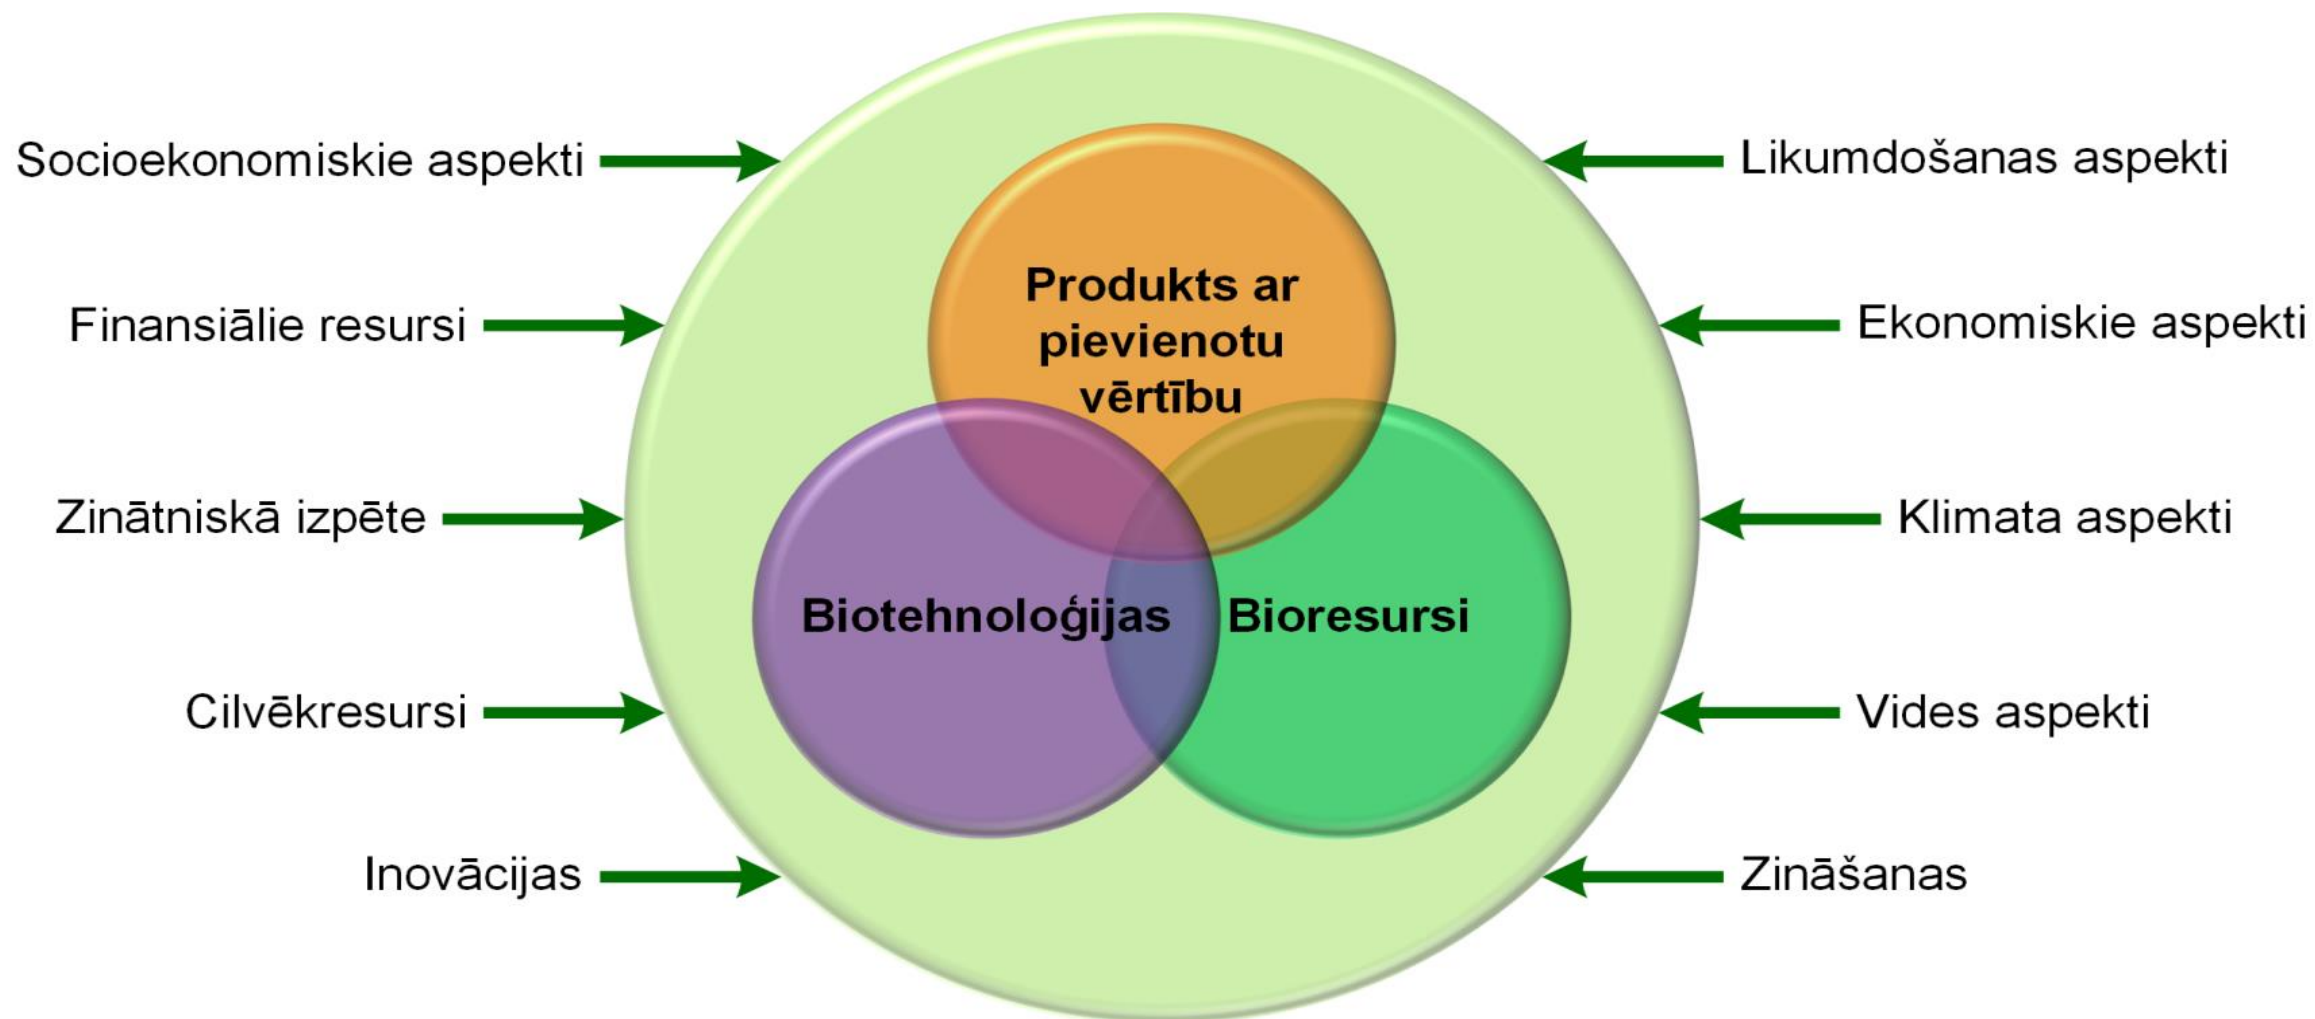 Socioekonomiskie aspekti
Finansiālie resursi
Zinātniskā izpēte
Cilvēkresursi
Inovācijas
Produkts ar
pievienotu
vērtību
Biotehnoloģijas
Bioresursi
Likumdošanas aspekti
Ekonomiskie aspekti
Klimata aspekti
Vides aspekti
Zināšanas